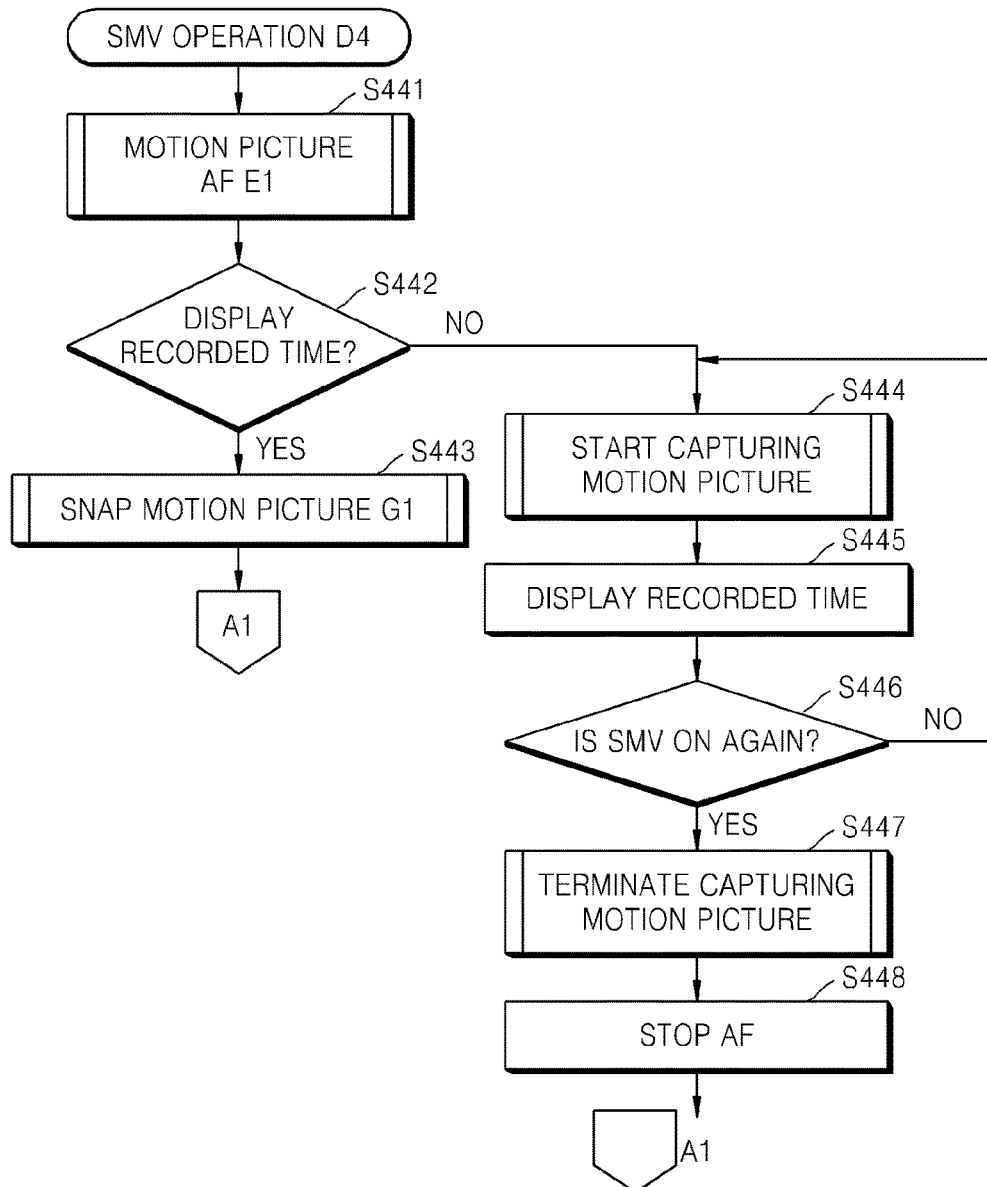 SMV OPERATION D4
S441
MOTION PICTURE
AF E1
S442
DISPLAY
RECORDED TIME?
NO
YES
S443
SNAP MOTION PICTURE G1
A1
S444
START CAPTURING
MOTION PICTURE
S445
DISPLAY RECORDED TIME
S446
IS SMV ON AGAIN?
NO
YES
S447
TERMINATE CAPTURING
MOTION PICTURE
S448
STOP AF
A1